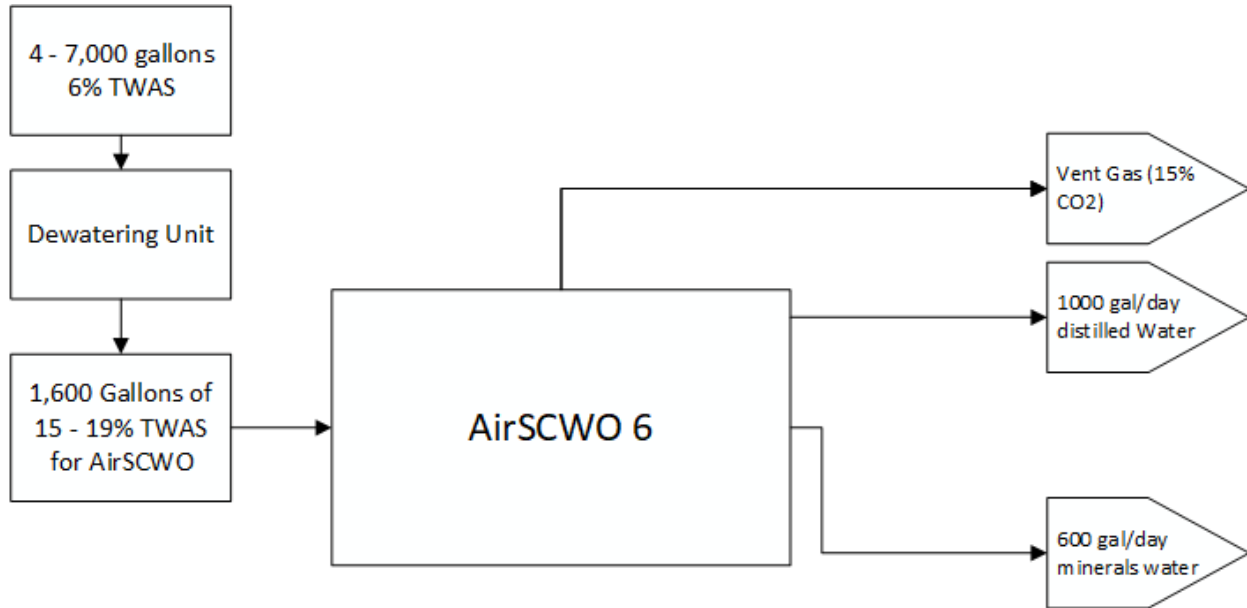 4 - 7,000 gallons
6% TWAS
Dewatering Unit
1,600 Gallons of
15 - 19% TWAS
for AirSCWO
AirSCWO 6
Vent Gas (15%
CO2)
1000 gal/day
distilled Water
600 gal/day
minerals water